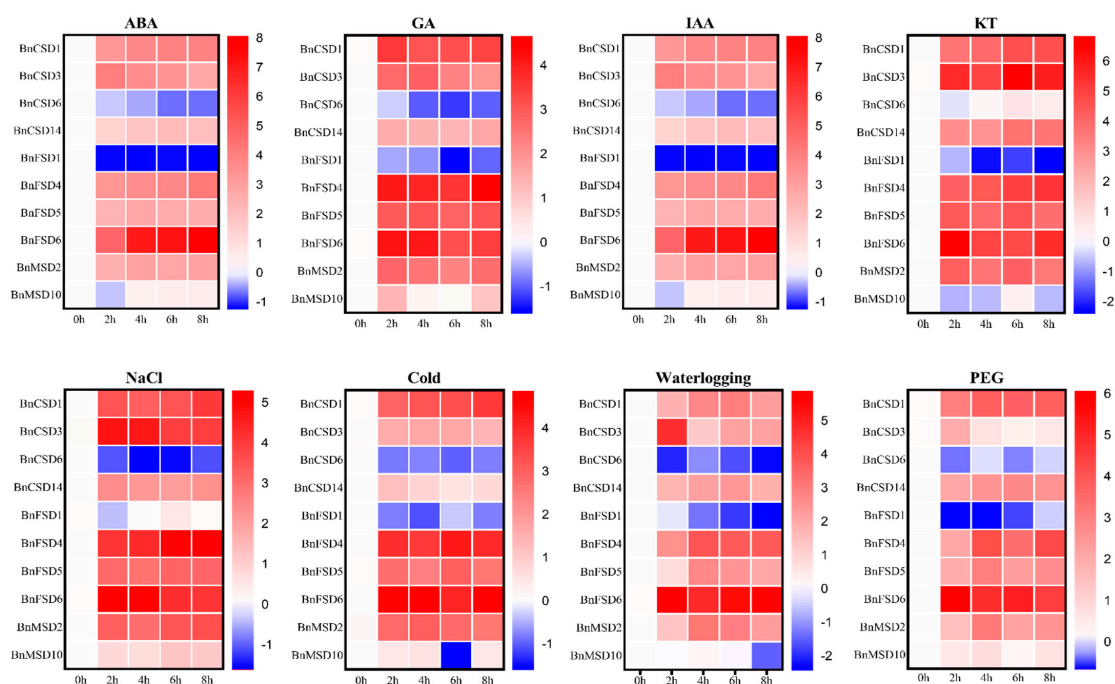 ABA GA IAA KT
BnCSD1 8 BnCSD1 4 BnCSD1 8 BnCSD1 6
BnCSD3 7 BnCSD3 BnCSD3 7 BnCSD3 5
BnCSD6 6 BnCSD6 3 BnCSD6 6 BnCSD6 4
BnCSD14 5 BnCSD14 2 BnCSD14 5 BnCSD14 3
BnFSD1 4 BnFSD1 BnFSD1 4 BnFSD1 2
BnFSD4 3 BnFSD4 1 BnFSD4 3 BnFSD4 1
BnFSD5 2 BnFSD5 BnFSD5 2 BnFSD5
BnFSD6 1 BnFSD6 0 BnFSD6 1 BnFSD6 0
BnMSD2 0 BnMSD2 -1 BnMSD2 0 BnMSD2 -1
BnMSD10 -1 BnMSD10 BnMSD10 -1 BnMSD10 -2
0h 2h 4h 6h 8h 0h 2h 4h 6h 8h 0h 2h 4h 6h 8h 0h 2h 4h 6h 8h
NaCl Cold Waterlogging PEG
BnCSD1 5 BnCSD1 4 BnCSD1 5 BnCSD1 6
BnCSD3 4 BnCSD3 BnCSD3 4 BnCSD3 5
BnCSD6 BnCSD6 3 BnCSD6 BnCSD6
BnCSD14 3 BnCSD14 BnCSD14 3 BnCSD14 4
BnFSD1 2 BnFSD1 2 BnFSD1 2 BnFSD1 3
BnFSD4 BnFSD4 1 BnFSD4 1 BnFSD4
BnFSD5 1 BnFSD5 BnFSD5 BnFSD5 2
BnFSD6 0 BnFSD6 0 BnFSD6 0 BnFSD6 1
BnMSD2 BnMSD2 -1 BnMSD2 -1 BnMSD2
BnMSD10 -1 BnMSD10 BnMSD10 -2 BnMSD10 0
0h 2h 4h 6h 8h 0h 2h 4h 6h 8h 0h 2h 4h 6h 8h 0h 2h 4h 6h 8h